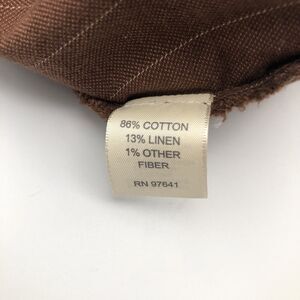 86% COTTON
13% LINEN
1% OTHER
FIBER
RN 97641